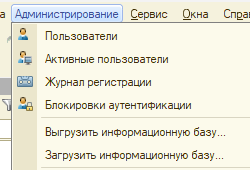 Администрирование Сервис Окна
Пользователи
Активные пользователи
Журнал регистрации
Блокировки аутентификации
Выгрузить информационную базу...
Загрузить информационную базу...